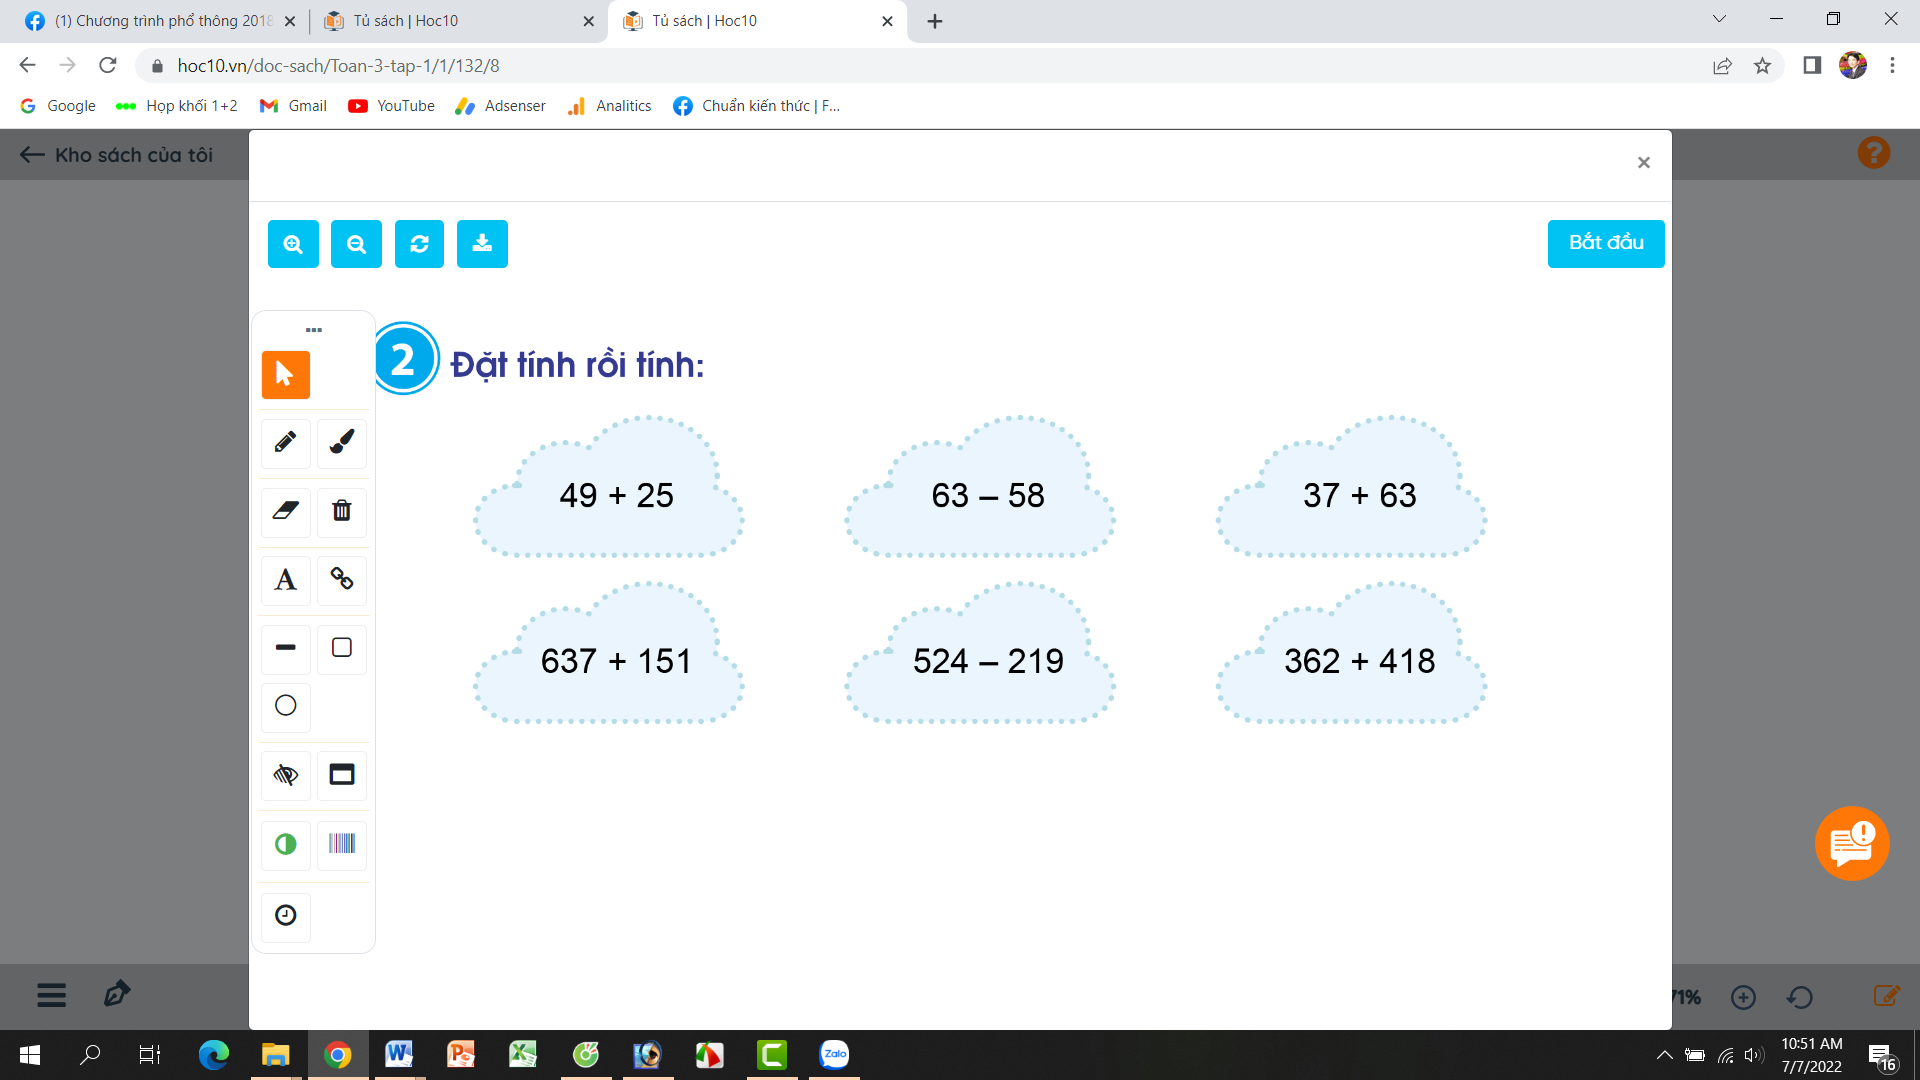 (1) Chương trình phổ thông 2018
Tủ sách | Hoc10
Tủ sách | Hoc10
hoc10.vn/doc-sach/Toan-3-tap-1/1/132/8
Google
Họp khối 1+2
Gmail
YouTube
Adsenser
Analitics
Chuẩn kiến thức | F...
Kho sách của tôi
Bắt đầu
2 Đặt tính rồi tính:
49 + 25
63 – 58
37 + 63
637 + 151
524 – 219
362 + 418
71%
Zalo
10:51 AM
7/7/2022
16